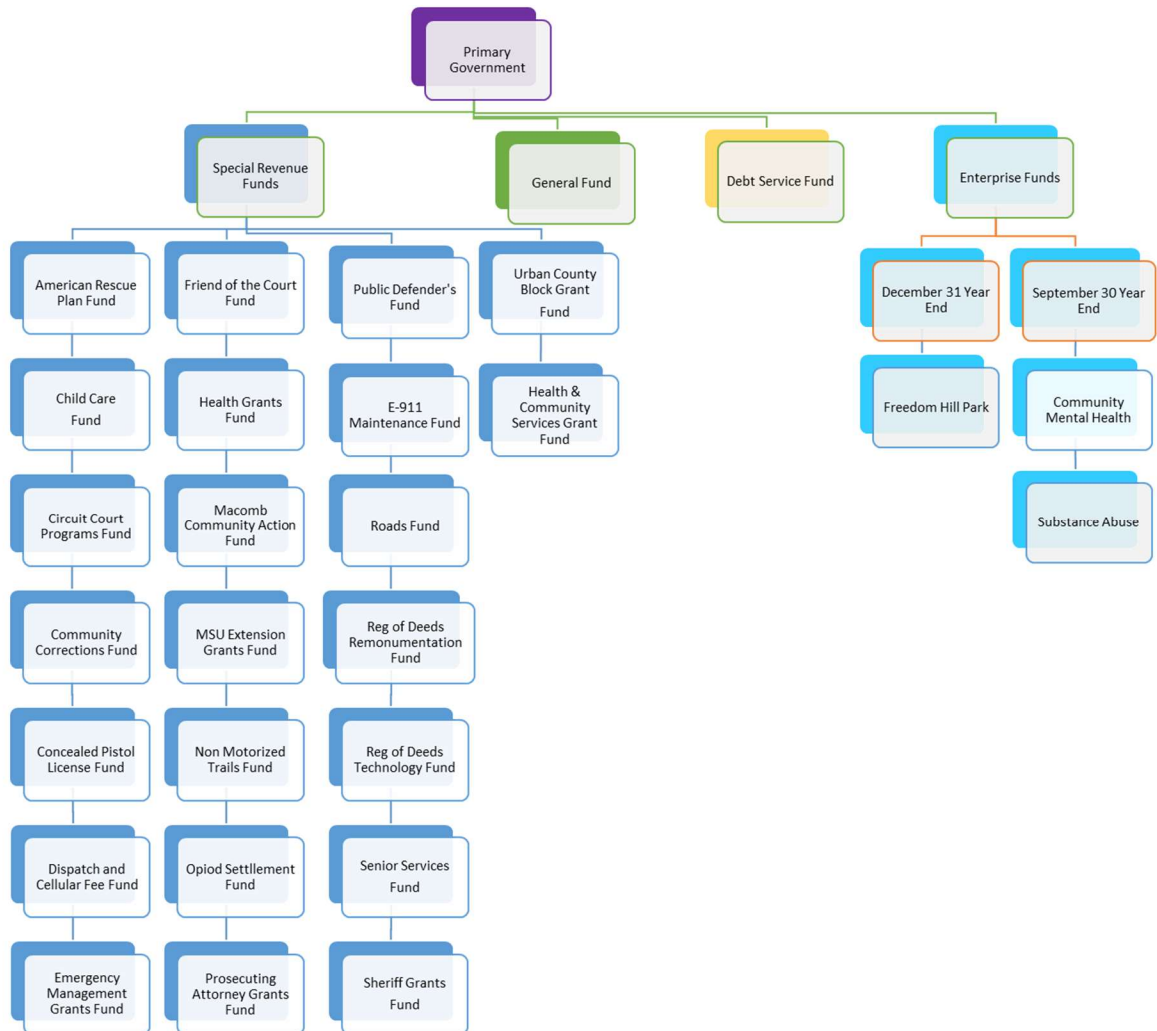 Primary
Government
Special Revenue
Funds
General Fund
Debt Service Fund
Enterprise Funds
American Rescue
Plan Fund
Friend of the Court
Fund
Public Defender's
Fund
Urban County
Block Grant
Fund
December 31 Year
End
September 30 Year
End
Child Care
Fund
Health Grants
Fund
E-911
Maintenance Fund
Health &
Community
Services Grant
Fund
Freedom Hill Park
Community
Mental Health
Circuit Court
Programs Fund
Macomb
Community Action
Fund
Roads Fund
Substance Abuse
Community
Corrections Fund
MSU Extension
Grants Fund
Reg of Deeds
Remonumentation
Fund
Concealed Pistol
License Fund
Non Motorized
Trails Fund
Reg of Deeds
Technology Fund
Dispatch and
Cellular Fee Fund
Opiod Settllement
Fund
Senior Services
Fund
Emergency
Management
Grants Fund
Prosecuting
Attorney Grants
Fund
Sheriff Grants
Fund